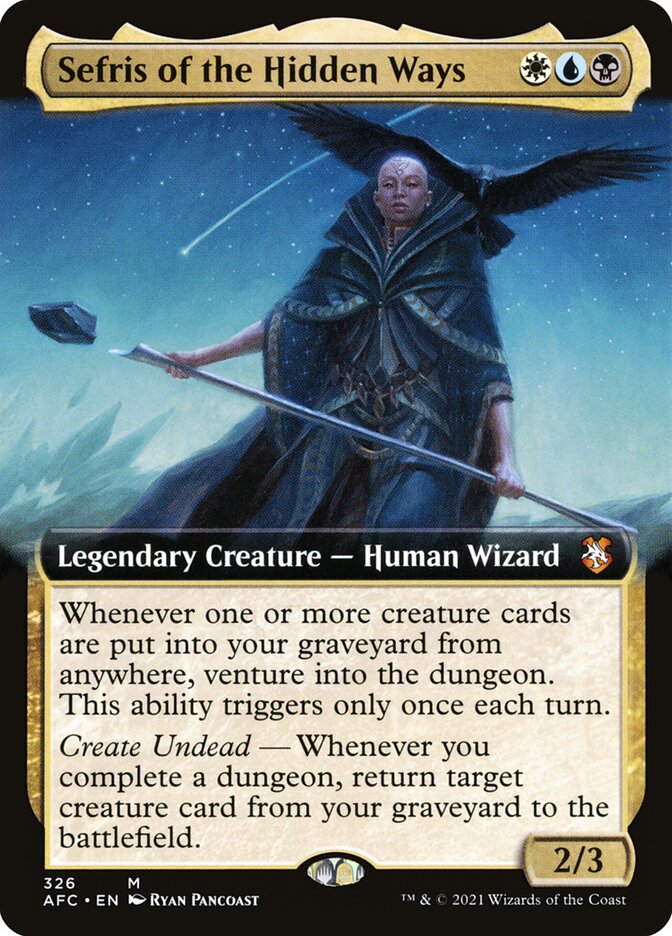 Sefris of the Hidden Ways
Legendary Creature — Human Wizard
Whenever one or more creature cards
are put into your graveyard from
anywhere, venture into the dungeon.
This ability triggers only once each turn.
Create Undead — Whenever you
complete a dungeon, return target
creature card from your graveyard to the
battlefield.
2/3
326 M
AFC • EN Ryan Pancoast
™ & © 2021 Wizards of the Coast